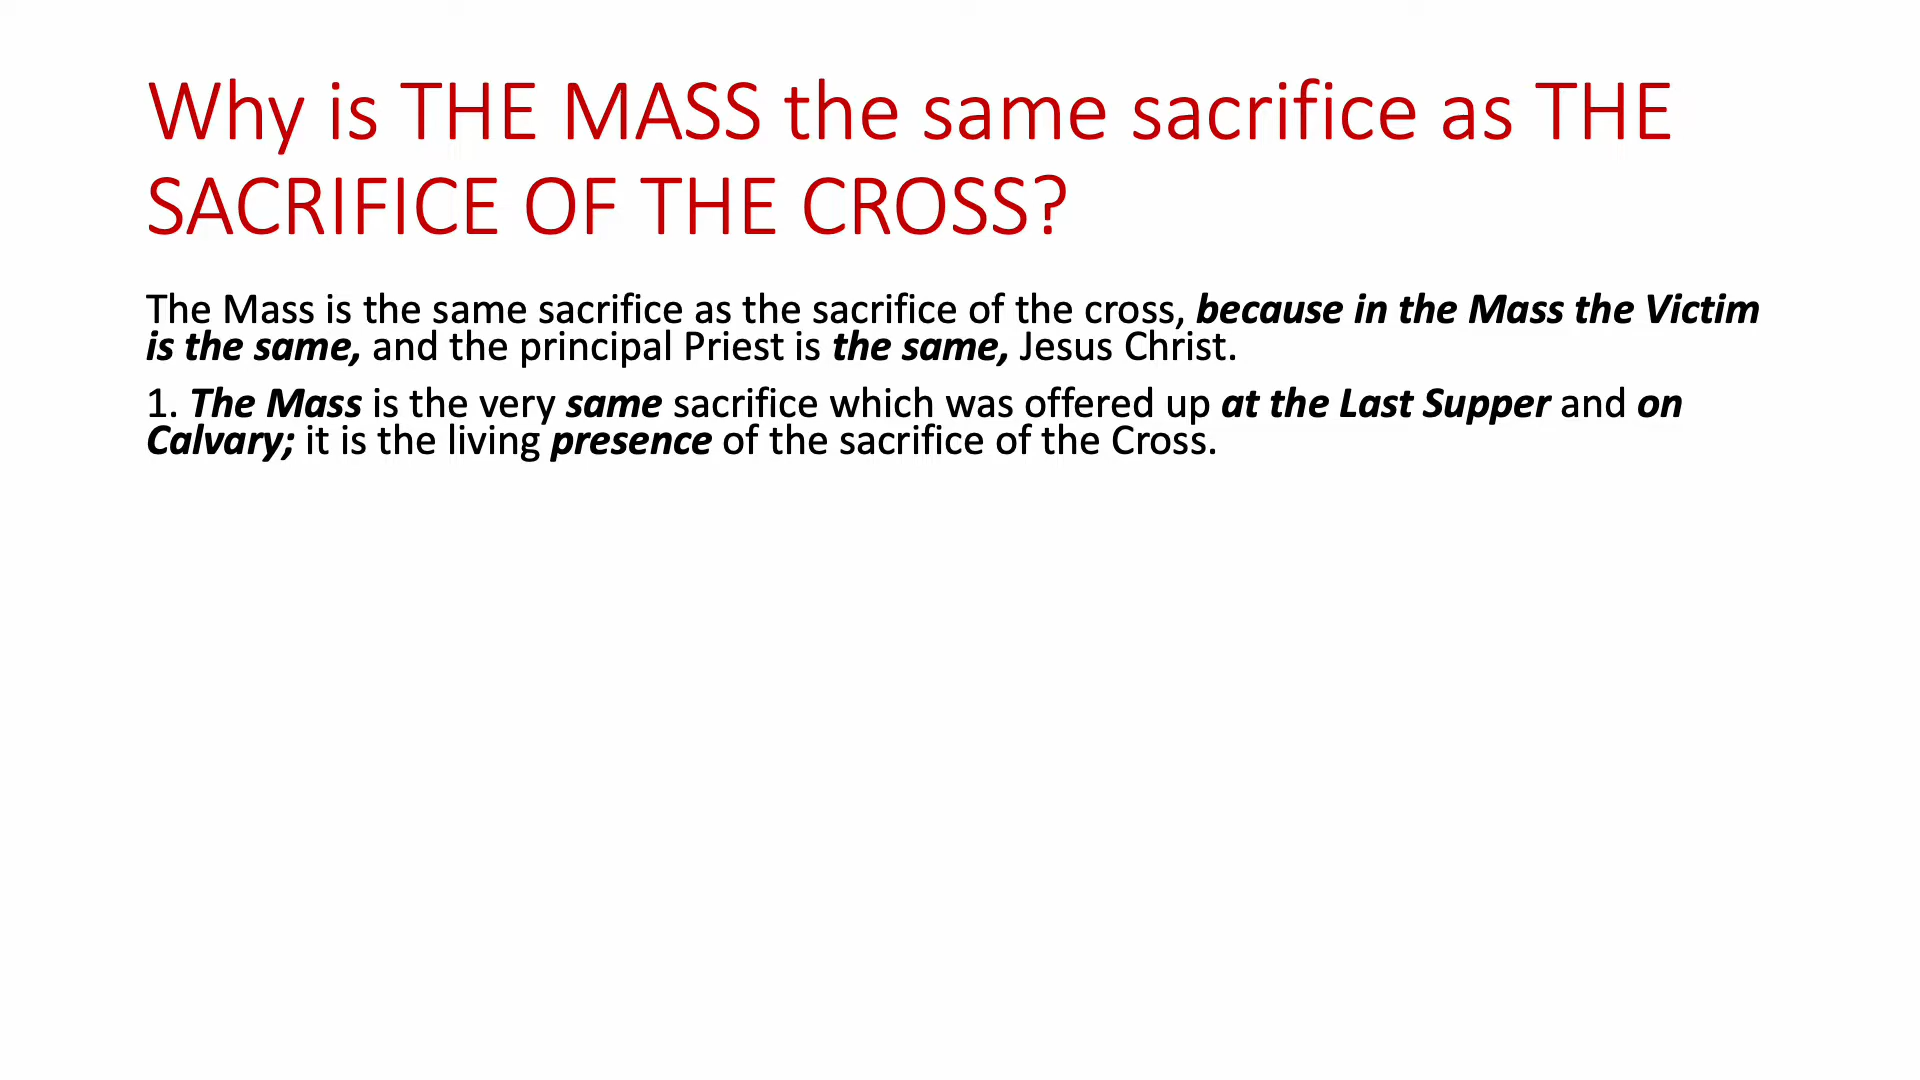 Why is THE MASS the same sacrifice as THE
SACRIFICE OF THE CROSS?
The Mass is the same sacrifice as the sacrifice of the cross, because in the Mass the Victim
is the same, and the principal Priest is the same, Jesus Christ.
1. The Mass is the very same sacrifice which was offered up at the Last Supper and on
Calvary; it is the living presence of the sacrifice of the Cross.